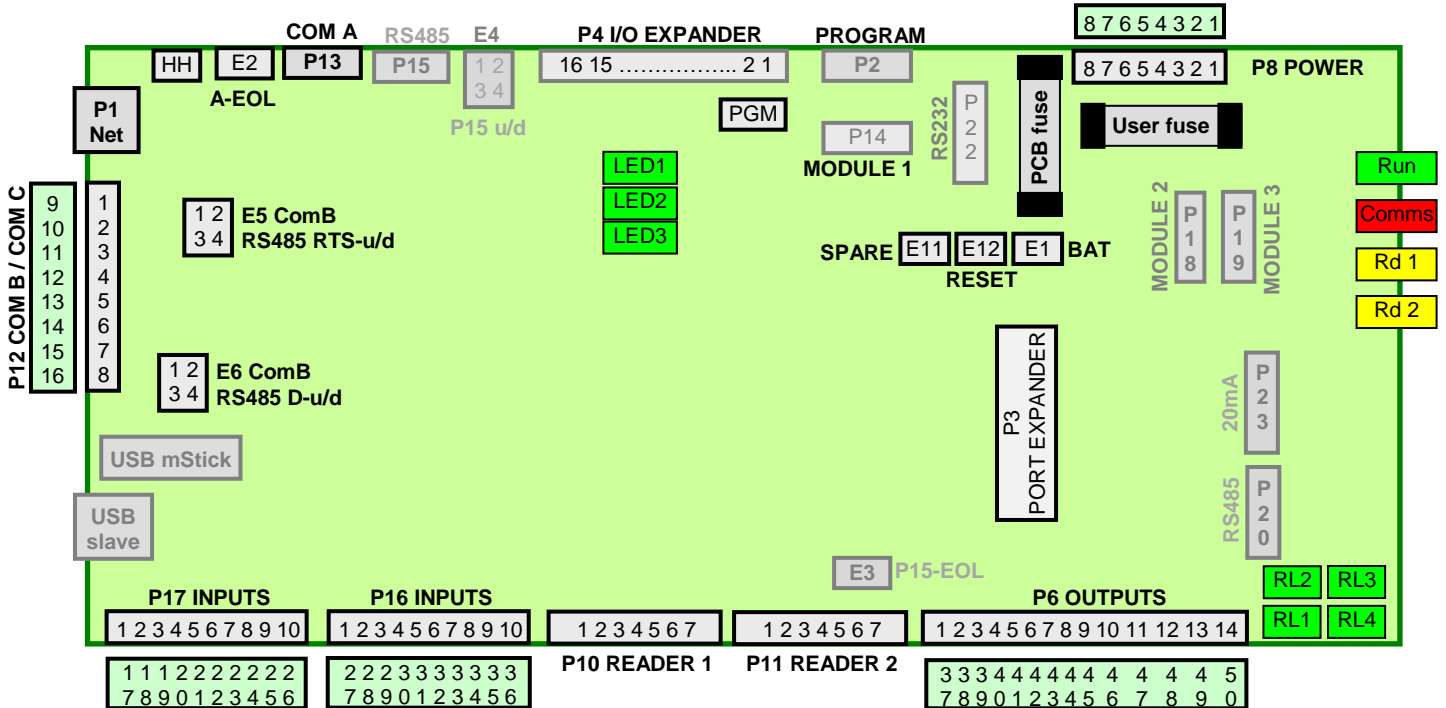 8 7 6 5 4 3 2 1
COM A
RS485
E4
P4 I/O EXPANDER
PROGRAM
HH
E2
P13
P15
1 2
3 4
16 15 ................. 2 1
P2
8 7 6 5 4 3 2 1
P8 POWER
A-EOL
P15 u/d
P1
Net
PGM
P14
MODULE 1
RS232
P
2
2
PCB fuse
User fuse
LED1
LED2
LED3
Run
Comms
Rd 1
Rd 2
MODULE 2
P
1
8
P
1
9
MODULE 3
P12 COM B / COM C
9
10
11
12
13
14
15
16
1
2
3
4
5
6
7
8
1 2
3 4
E5 ComB
RS485 RTS-u/d
SPARE
E11
E12
E1
BAT
RESET
1 2
3 4
E6 ComB
RS485 D-u/d
P3
PORT EXPANDER
20mA
P
2
3
USB mStick
USB
slave
RS485
P
2
0
E3
P15-EOL
RL2
RL3
RL1
RL4
P17 INPUTS
P16 INPUTS
P6 OUTPUTS
1 2 3 4 5 6 7 8 9 10
1 2 3 4 5 6 7 8 9 10
1 2 3 4 5 6 7
1 2 3 4 5 6 7
1 2 3 4 5 6 7 8 9 10 11 12 13 14
P10 READER 1
P11 READER 2
1 1 1 2 2 2 2 2 2 2
7 8 9 0 1 2 3 4 5 6
2 2 2 3 3 3 3 3 3 3
7 8 9 0 1 2 3 4 5 6
3 3 3 4 4 4 4 4 4 4 4 4 4 5
7 8 9 0 1 2 3 4 5 6 7 8 9 0